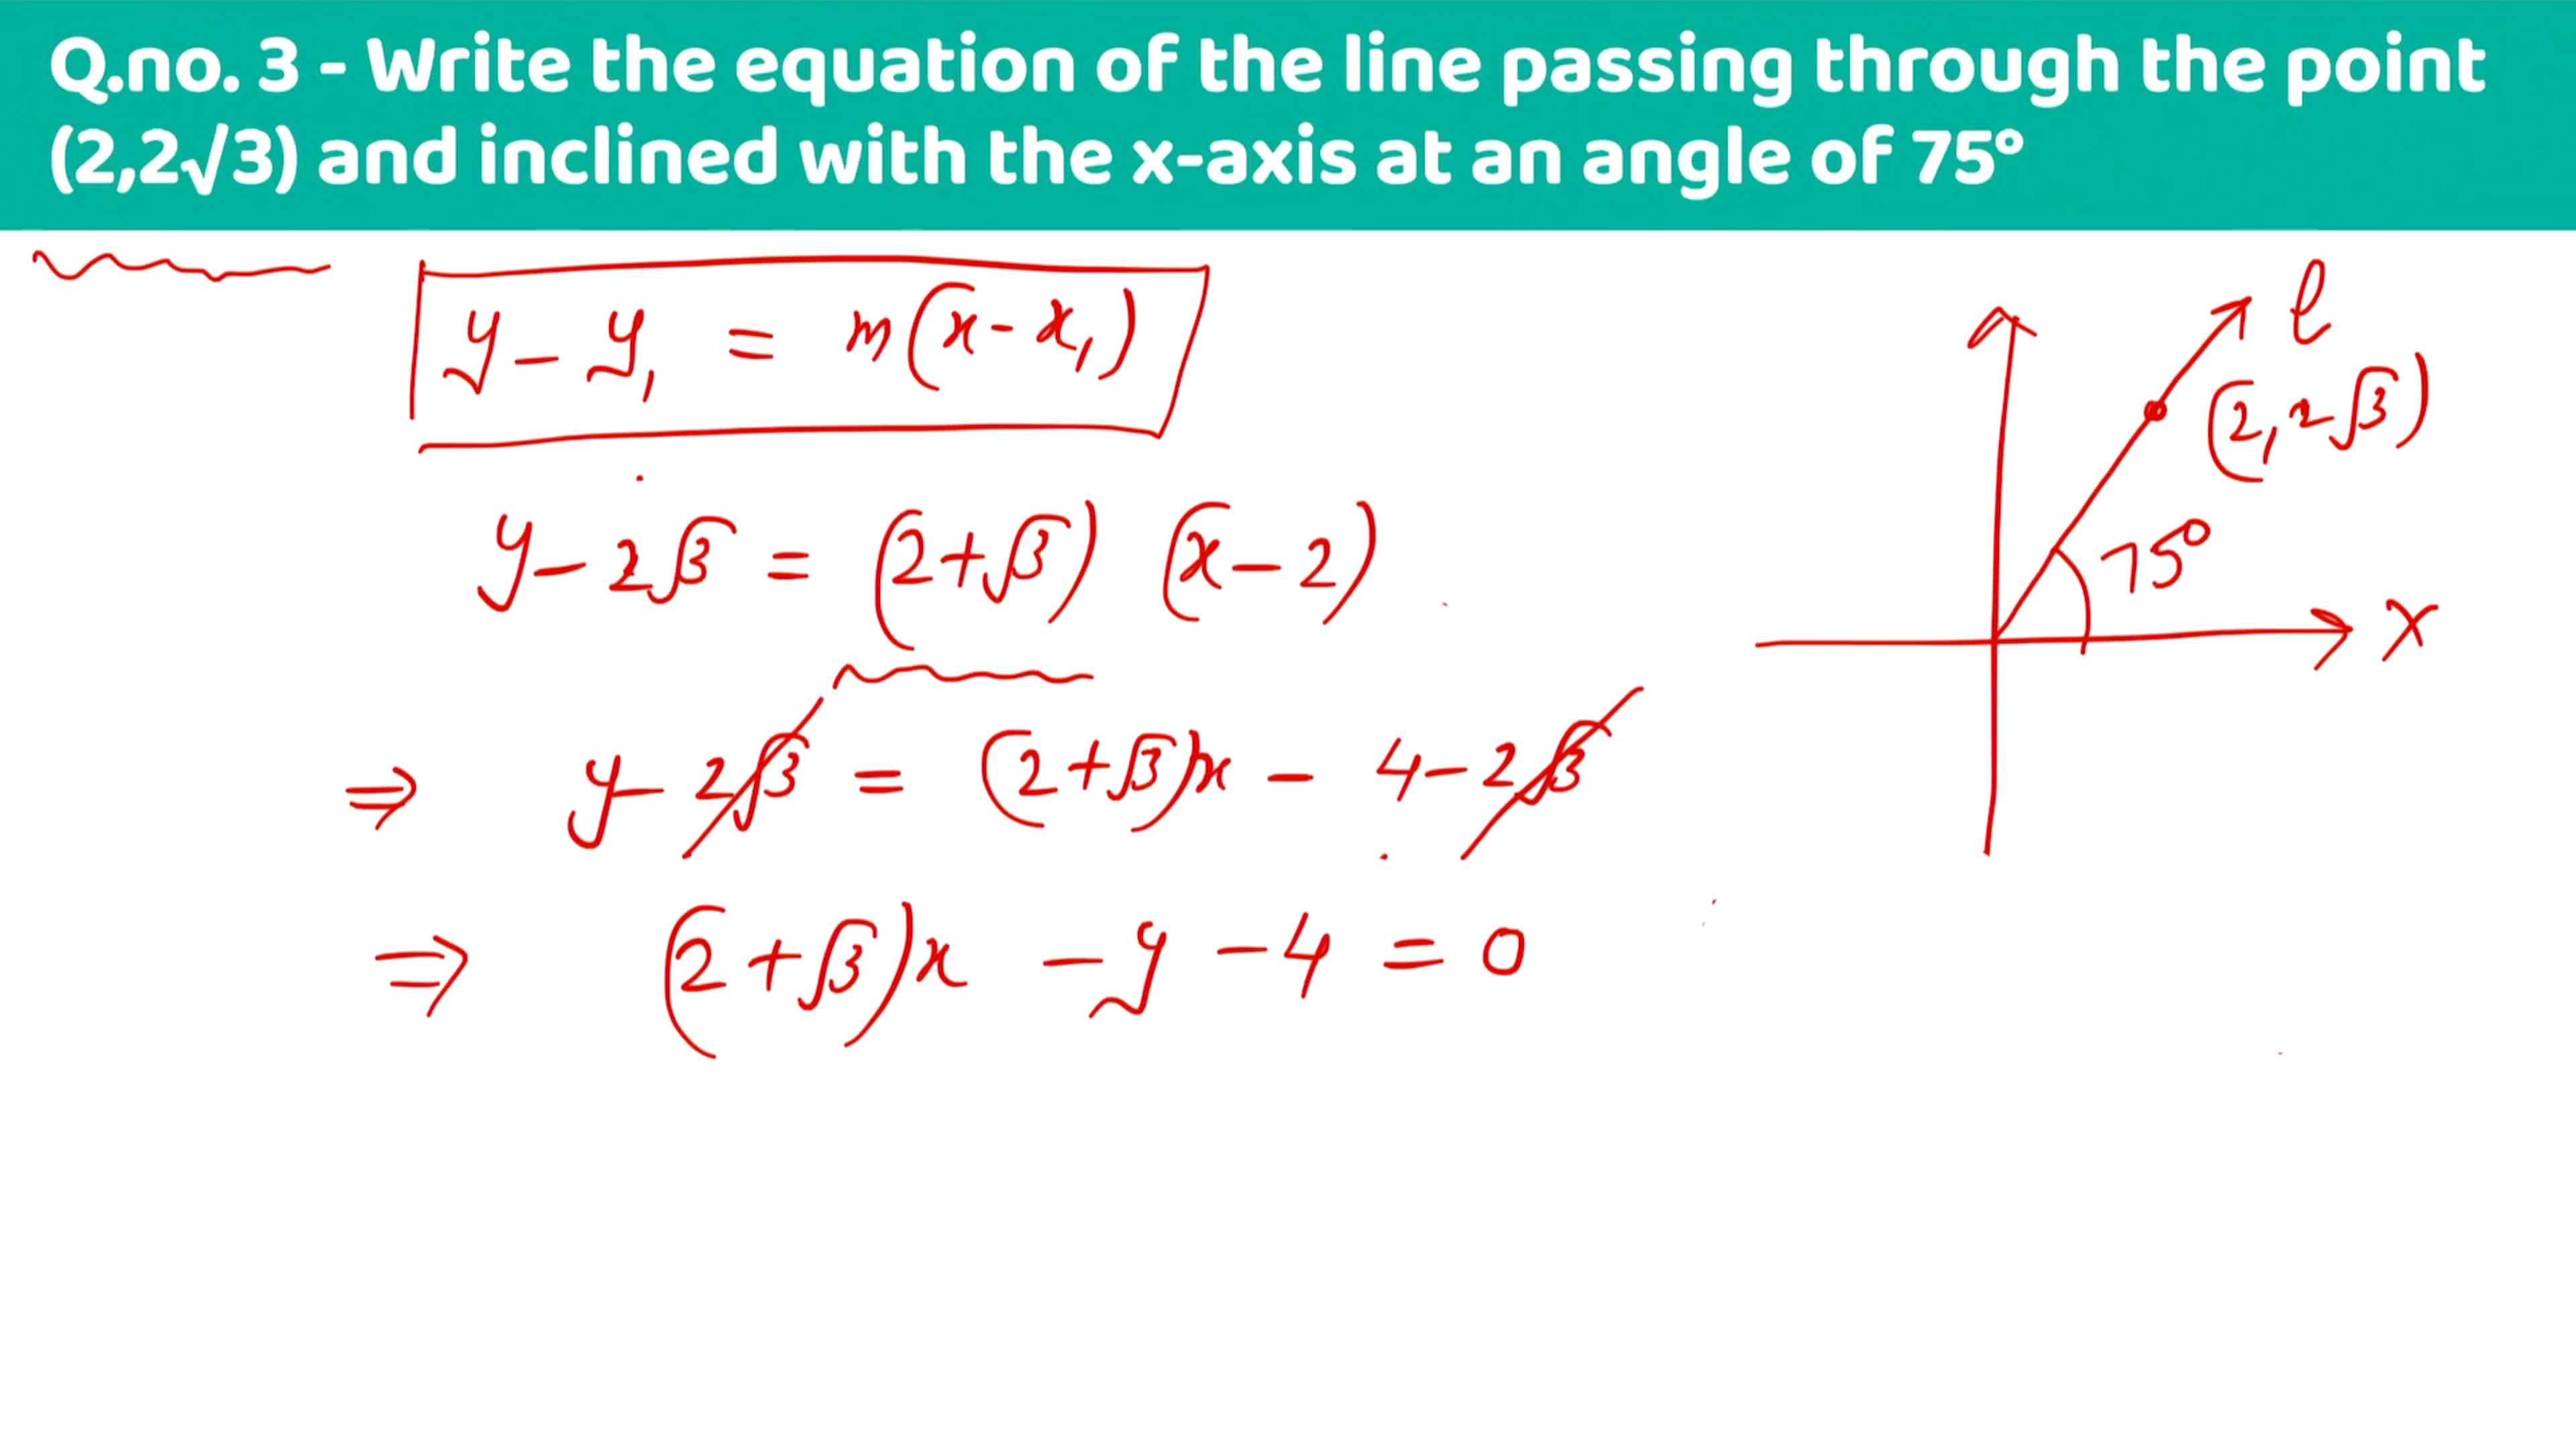 Q.no. 3 - Write the equation of the line passing through the point
(2,2√3) and inclined with the x-axis at an angle of 75°
y - y₁ = m(x - x₁)
y - 2√3 = (2+√3) (x - 2)
⇒ y - 2√3 = (2+√3)x - 4 - 2√3
⇒ (2+√3)x - y - 4 = 0
l
(2, 2√3)
75°
X